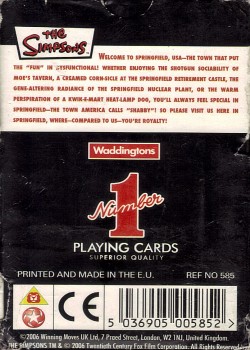 THE
SIMPSONS
WELCOME TO SPRINGFIELD, USA—THE TOWN THAT PUT
THE "FUN" IN DYSFUNCTIONAL! WHETHER ENJOYING THE SHOTGUN SOCIABILITY OF
MOE'S TAVERN, A CREAMED CORN-SICLE AT THE SPRINGFIELD RETIREMENT CASTLE, THE
GENE-ALTERING RADIANCE OF THE SPRINGFIELD NUCLEAR PLANT, OR THE WARM
PERSPIRATION OF A KWIK-E-MART HEAT-LAMP DOG, YOU'LL ALWAYS FEEL SPECIAL IN
SPRINGFIELD—THE TOWN AMERICA CALLS "SHABBY"! SO PLEASE VISIT US HERE IN
SPRINGFIELD, WHERE—COMPARED TO US—YOU'RE ROYALTY!
Waddingtons
Number
1
PLAYING CARDS
SUPERIOR QUALITY
PRINTED AND MADE IN THE E.U. REF NO 585
CE
5 036905 005852 >
©2006 Winning Moves UK Ltd, 7 Praed Street, London, W2 1NJ, United Kingdom.
THE SIMPSONS TM & © 2006 Twentieth Century Fox Film Corporation. All Rights Reserved.